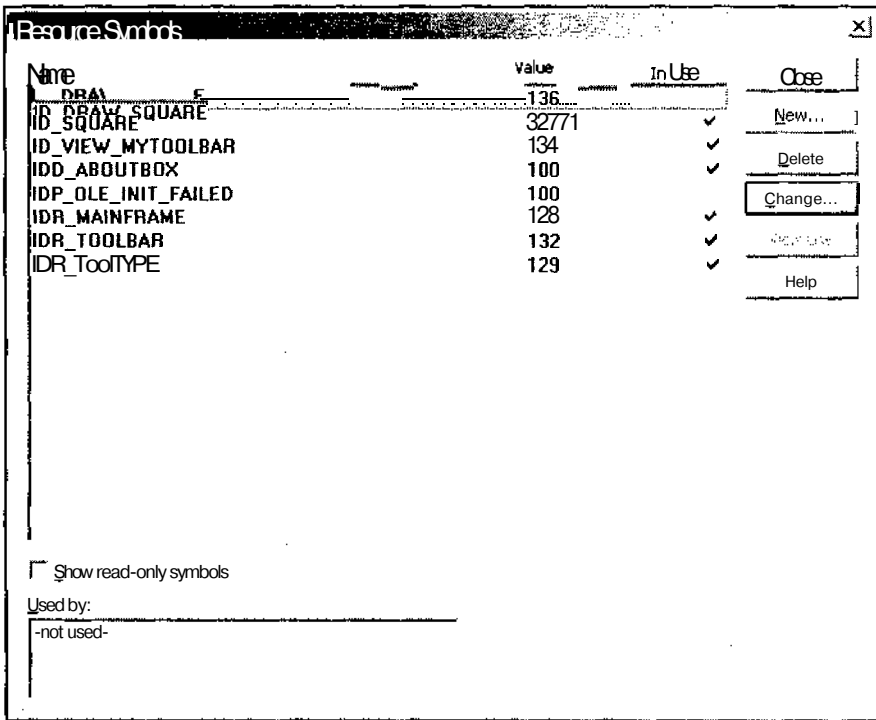 Resource Symbols
Name Value In Use
136
ID_DRAW_SQUARE
ID_SQUARE 32771 ✔
ID_VIEW_MYTOOLBAR 134 ✔
IDD_ABOUTBOX 100 ✔
IDP_OLE_INIT_FAILED 100
IDR_MAINFRAME 128 ✔
IDR_TOOLBAR 132 ✔
IDR_ToolTYPE 129 ✔
Close
New...
Delete
Change...
Help
Show read-only symbols
Used by:
-not used-